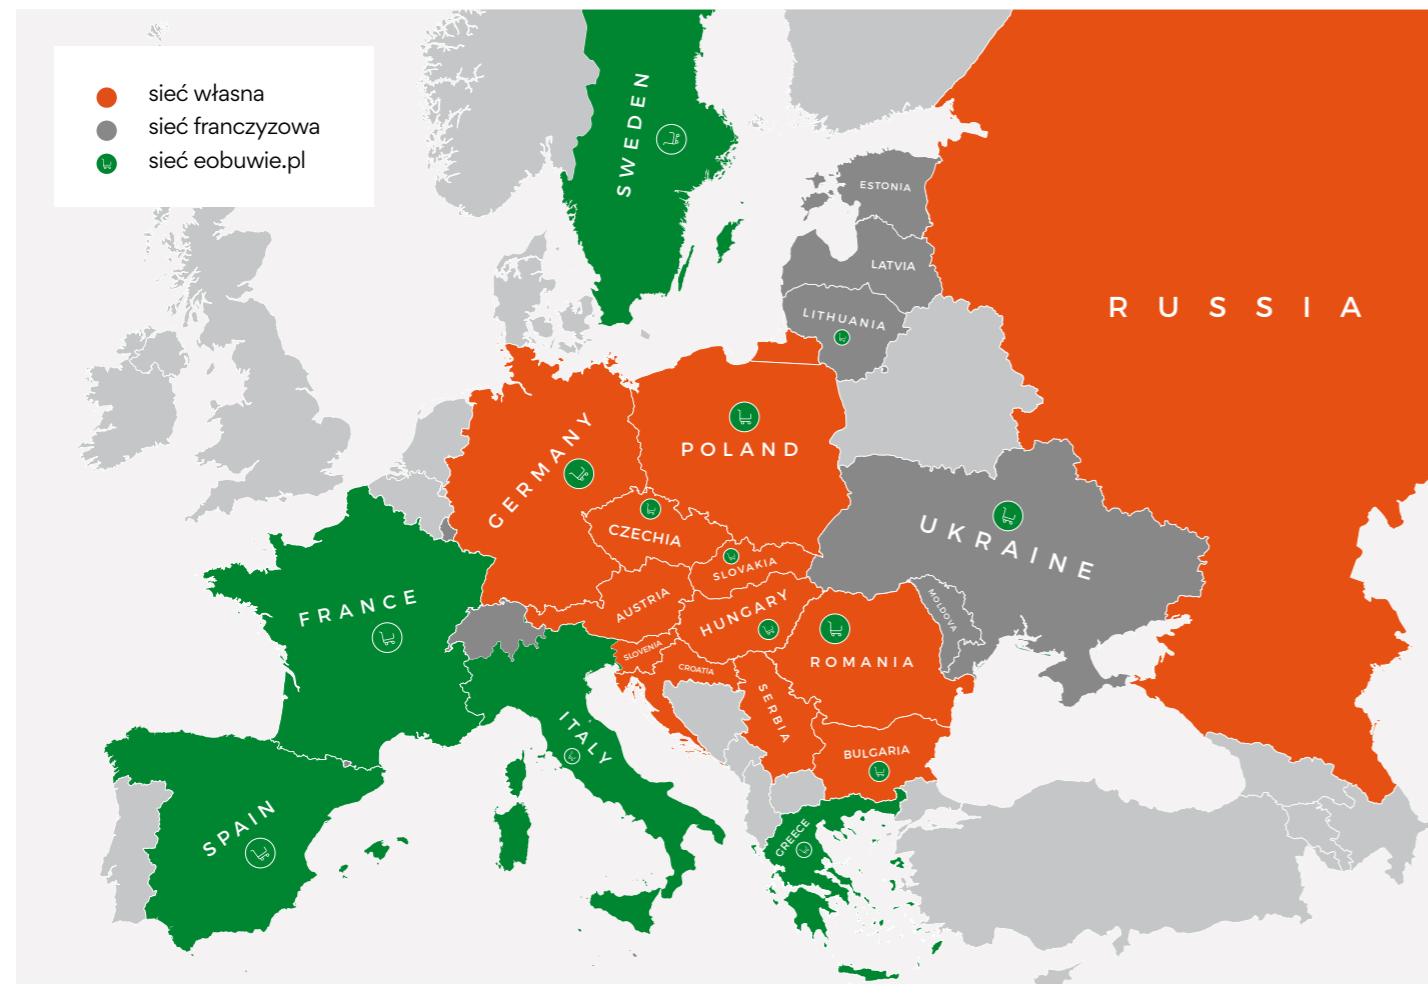 sieć własna
sieć franczyzowa
sieć eobuwie.pl
SWEDEN
ESTONIA
LATVIA
LITHUANIA
RUSSIA
POLAND
GERMANY
CZECHIA
SLOVAKIA
UKRAINE
AUSTRIA
HUNGARY
MOLDOVA
FRANCE
SLOVENIA
CROATIA
ROMANIA
SERBIA
ITALY
BULGARIA
SPAIN
GREECE